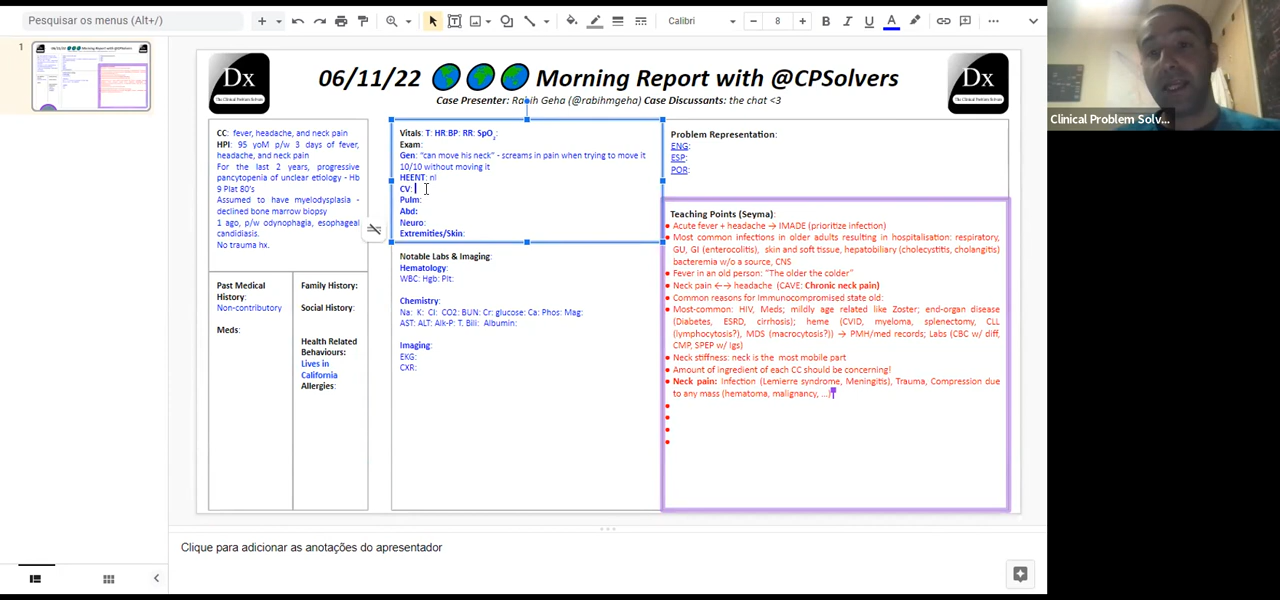 Pesquisar os menus (Alt+/)
Calibri
8
B I U A
1
06/11/22 Morning Report with @CPSolvers
Case Presenter: Rabih Geha (@rabihmgeha) Case Discussants: the chat <3
Dx
The Clinical Problem Solvers
Dx
The Clinical Problem Solvers
CC: fever, headache, and neck pain
HPI: 95 yoM p/w 3 days of fever,
headache, and neck pain
For the last 2 years, progressive
pancytopenia of unclear etiology - Hb
9 Plat 80's
Assumed to have myelodysplasia -
declined bone marrow biopsy
1 ago, p/w odynophagia, esophageal
candidiasis.
No trauma hx.
Past Medical
History:
Non-contributory
Meds:
Family History:
Social History:
Health Related
Behaviours:
Lives in
California
Allergies:
Vitals: T: HR:BP: RR: SpO2:
Exam:
Gen: "can move his neck" - screams in pain when trying to move it
10/10 without moving it
HEENT: nl
CV:
Pulm:
Abd:
Neuro:
Extremities/Skin:
Notable Labs & Imaging:
Hematology:
WBC: Hgb: Plt:
Chemistry:
Na: K: Cl: CO2: BUN: Cr: glucose: Ca: Phos: Mag:
AST: ALT: Alk-P: T. Bili: Albumin:
Imaging:
EKG:
CXR:
Problem Representation:
ENG:
ESP:
POR:
Teaching Points (Seyma):
Acute fever + headache → IMADE (prioritize infection)
Most common infections in older adults resulting in hospitalisation: respiratory,
GU, GI (enterocolitis), skin and soft tissue, hepatobiliary (cholecystitis, cholangitis)
bacteremia w/o a source, CNS
Fever in an old person: "The older the colder"
Neck pain ←→ headache (CAVE: Chronic neck pain)
Common reasons for Immunocompromised state old:
Most-common: HIV, Meds; mildly age related like Zoster; end-organ disease
(Diabetes, ESRD, cirrhosis); heme (CVID, myeloma, splenectomy, CLL
(lymphocytosis?), MDS (macrocytosis?)) → PMH/med records; Labs (CBC w/ diff,
CMP, SPEP w/ Igs)
Neck stiffness: neck is the most mobile part
Amount of ingredient of each CC should be concerning!
Neck pain: Infection (Lemierre syndrome, Meningitis), Trauma, Compression due
to any mass (hematoma, malignancy, ...)
Clique para adicionar as anotações do apresentador
Clinical Problem Solv...